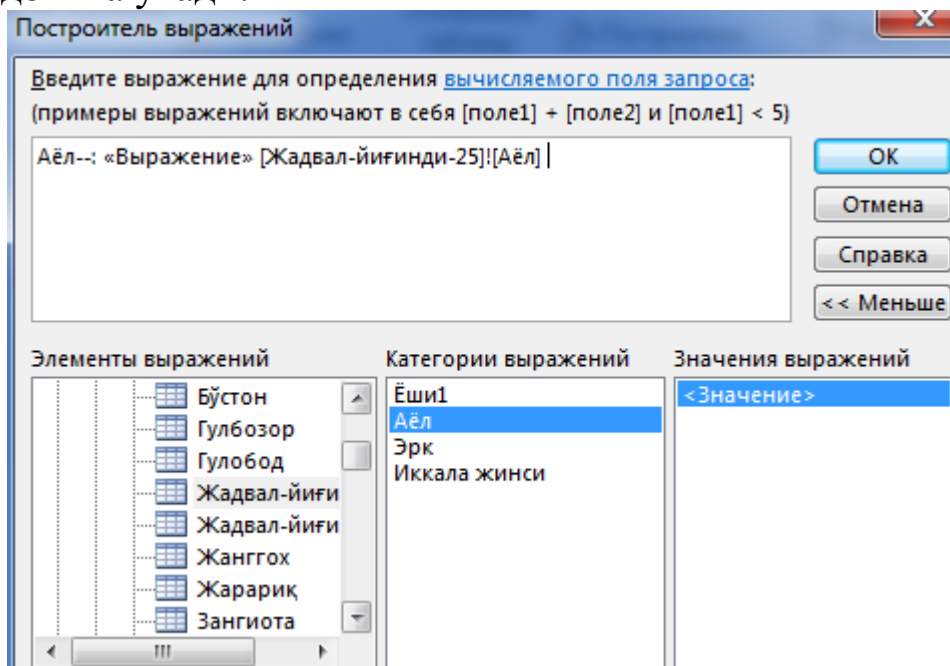 Построитель выражений
Введите выражение для определения вычисляемого поля запроса:
(примеры выражений включают в себя [поле1] + [поле2] и [поле1] < 5)
Аёл--: «Выражение» [Жадвал-йиғинди-25]![Аёл]
ОК
Отмена
Справка
<< Меньше
Элементы выражений
Категории выражений
Значения выражений
Бўстон
Гулбозор
Гулобод
Жадвал-йиғи
Жадвал-йиғи
Жанггох
Жарариқ
Зангиота
Ёши1
Аёл
Эрк
Иккала жинси
<Значение>